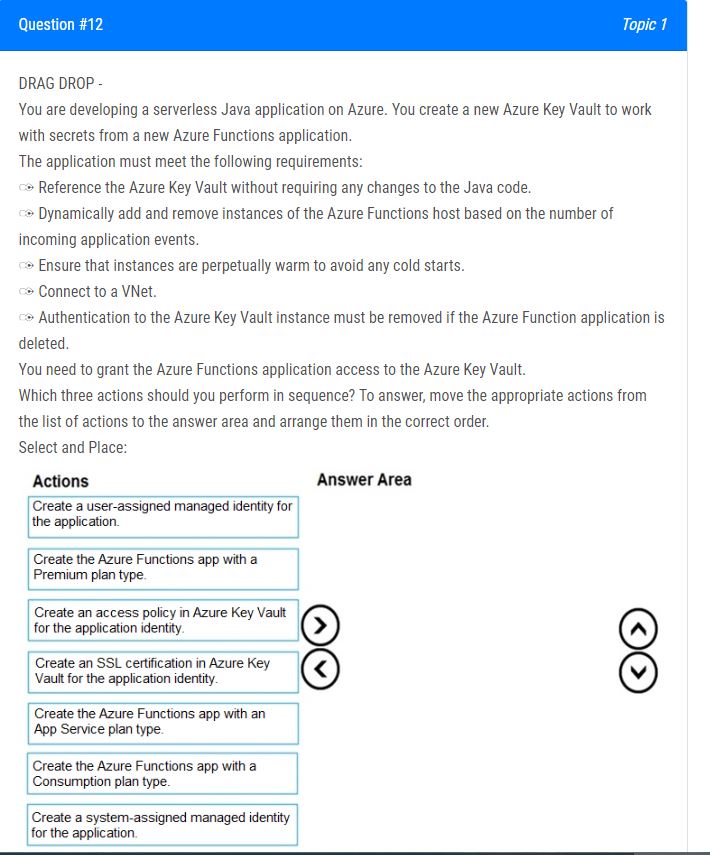 Question #12
Topic 1
DRAG DROP -
You are developing a serverless Java application on Azure. You create a new Azure Key Vault to work
with secrets from a new Azure Functions application.
The application must meet the following requirements:
Reference the Azure Key Vault without requiring any changes to the Java code.
Dynamically add and remove instances of the Azure Functions host based on the number of
incoming application events.
Ensure that instances are perpetually warm to avoid any cold starts.
Connect to a VNet.
Authentication to the Azure Key Vault instance must be removed if the Azure Function application is
deleted.
You need to grant the Azure Functions application access to the Azure Key Vault.
Which three actions should you perform in sequence? To answer, move the appropriate actions from
the list of actions to the answer area and arrange them in the correct order.
Select and Place:
Actions
Answer Area
Create a user-assigned managed identity for
the application.
Create the Azure Functions app with a
Premium plan type.
Create an access policy in Azure Key Vault
for the application identity.
Create an SSL certification in Azure Key
Vault for the application identity.
Create the Azure Functions app with an
App Service plan type.
Create the Azure Functions app with a
Consumption plan type.
Create a system-assigned managed identity
for the application.